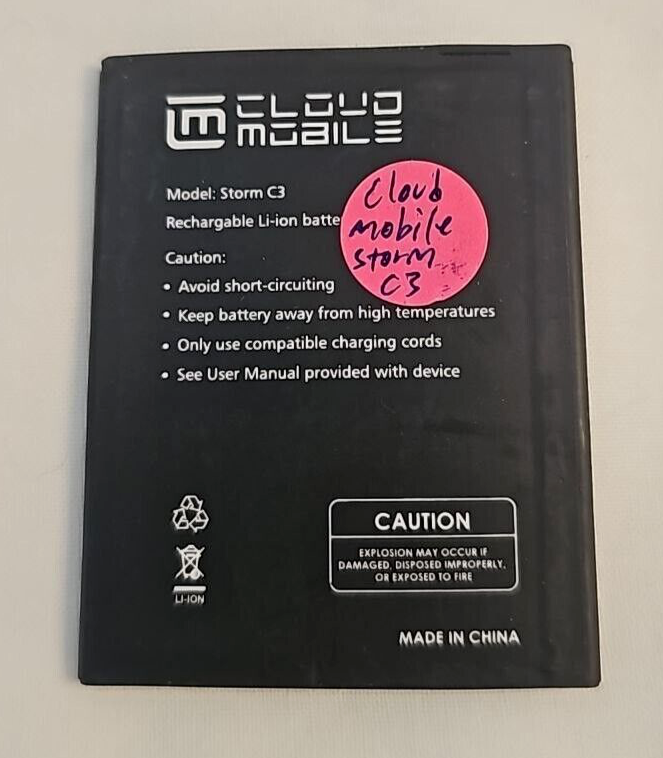 CLOUD
MOBILE
Model: Storm C3
Rechargable Li-ion batte
Cloub
mobile
storm
C3
Caution:
• Avoid short-circuiting
• Keep battery away from high temperatures
• Only use compatible charging cords
• See User Manual provided with device
CAUTION
EXPLOSION MAY OCCUR IF
DAMAGED, DISPOSED IMPROPERLY,
OR EXPOSED TO FIRE
LI-ION
MADE IN CHINA